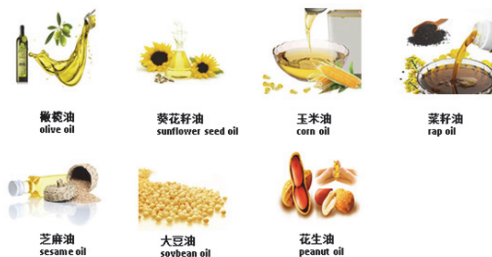 橄榄油
olive oil
葵花籽油
sunflower seed oil
玉米油
corn oil
菜籽油
rap oil
芝麻油
sesame oil
大豆油
soybean oil
花生油
peanut oil